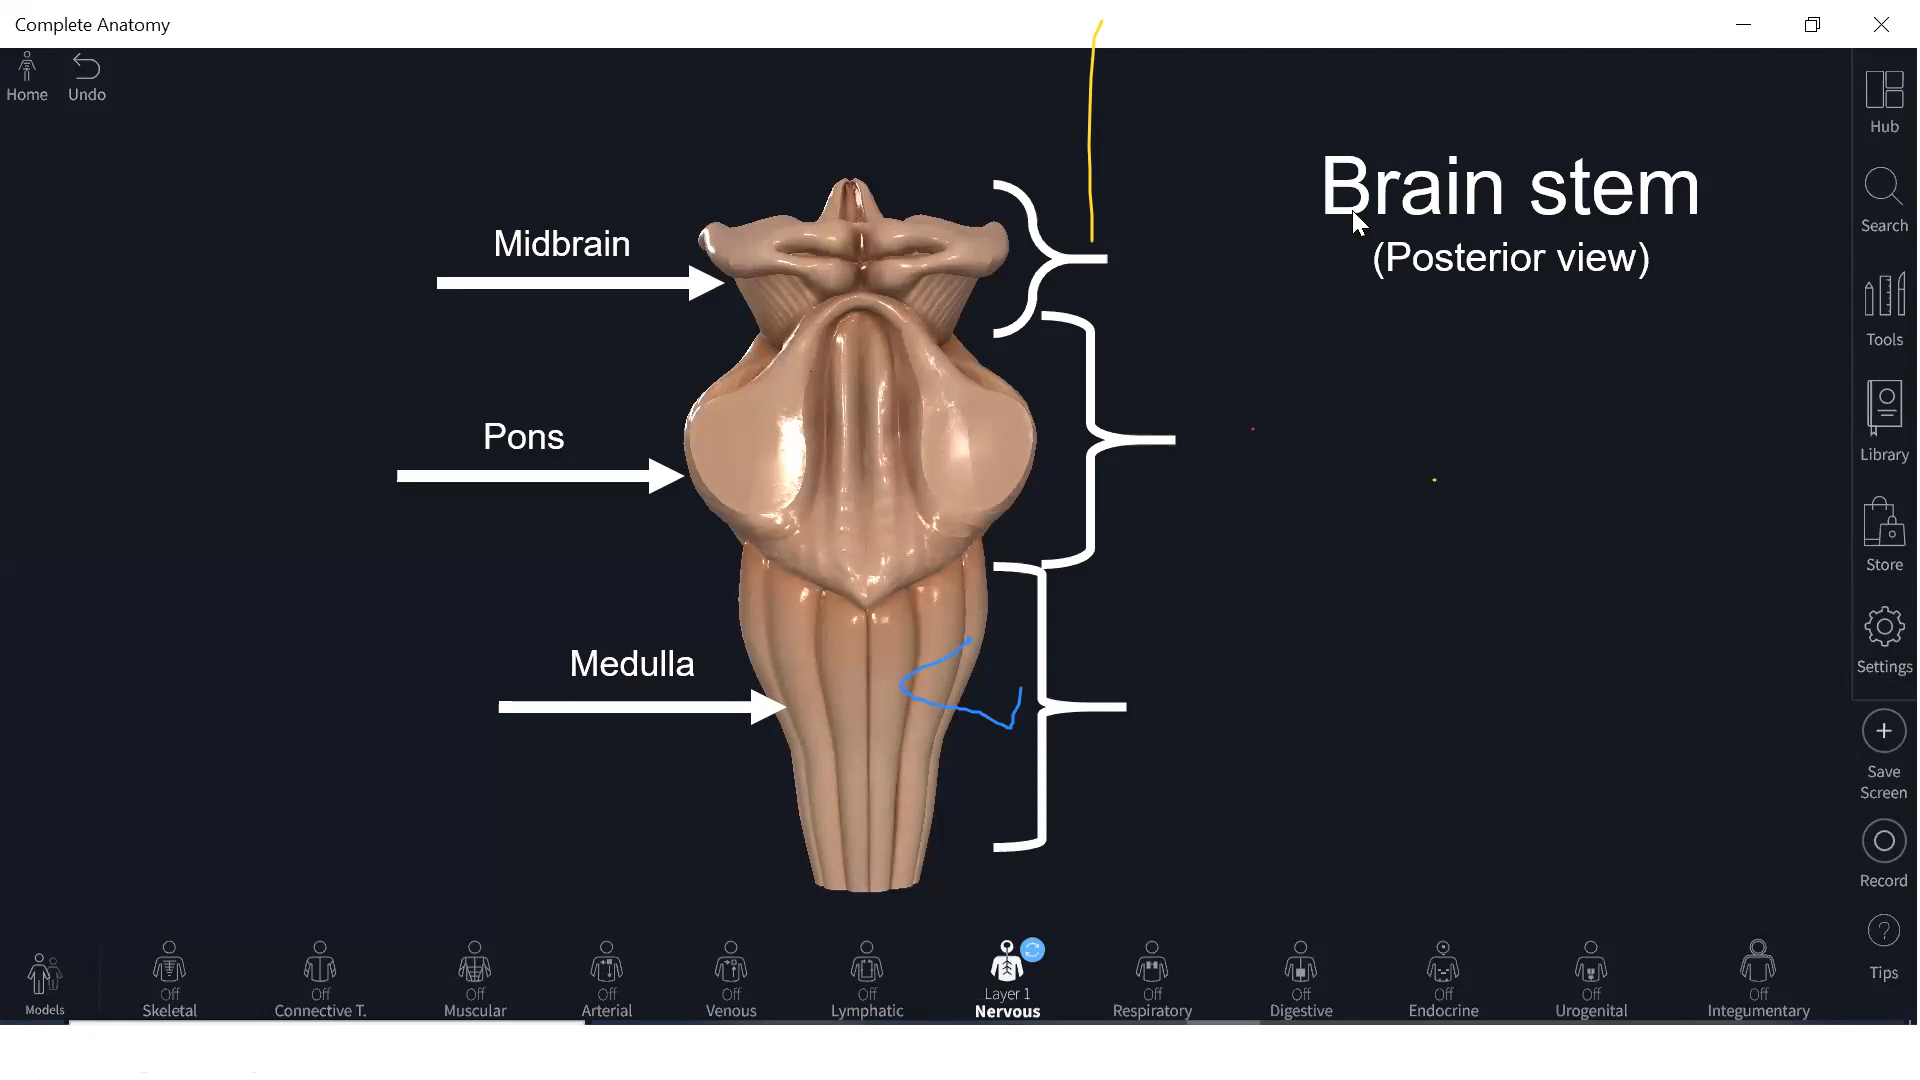 Complete Anatomy
Home
Undo
Hub
Brain stem
Search
Midbrain
(Posterior view)
Tools
Pons
Library
Store
Medulla
Settings
Save
Screen
Record
Tips
Models
Off
Skeletal
Off
Connective T.
Off
Muscular
Off
Arterial
Off
Venous
Off
Lymphatic
Layer 1
Nervous
Off
Respiratory
Off
Digestive
Off
Endocrine
Off
Urogenital
Off
Integumentary